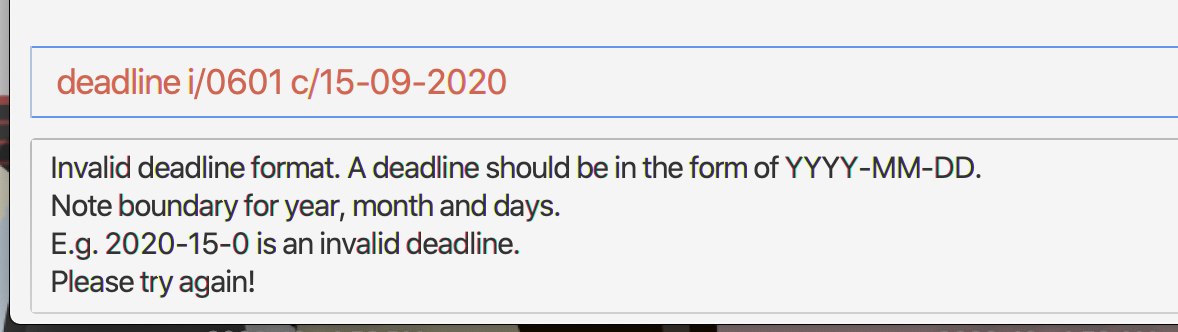 deadline i/0601 c/15-09-2020
Invalid deadline format. A deadline should be in the form of YYYY-MM-DD.
Note boundary for year, month and days.
E.g. 2020-15-0 is an invalid deadline.
Please try again!